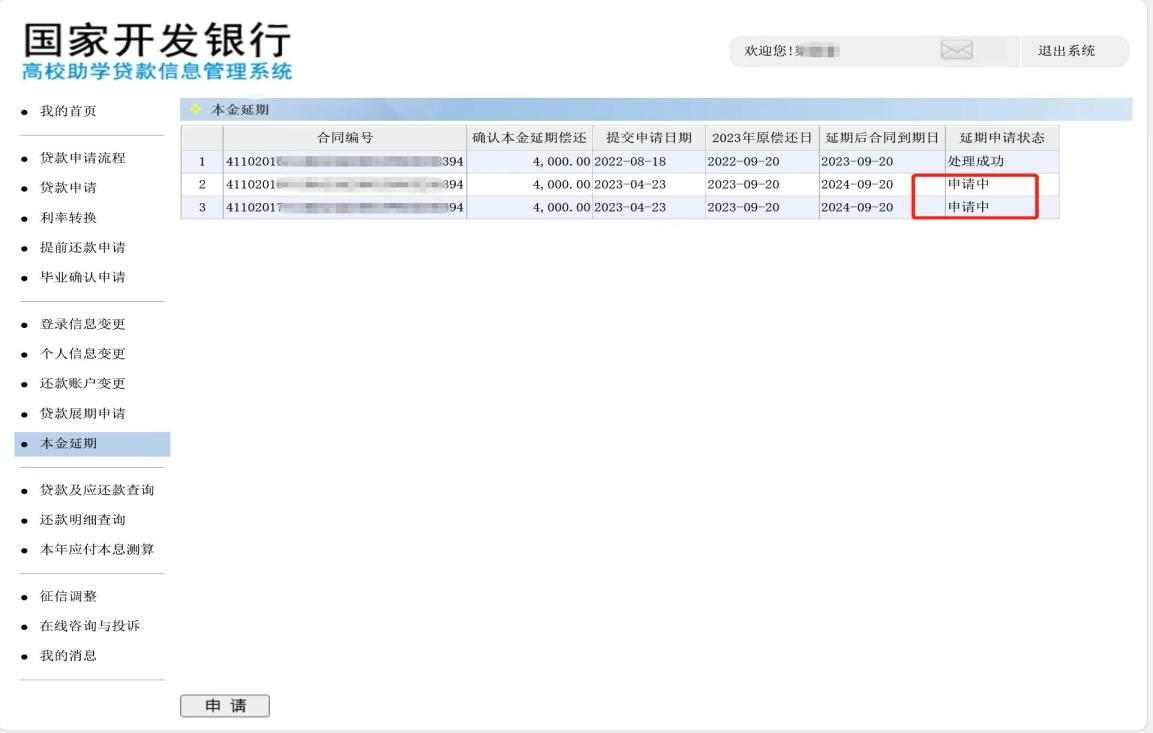 国家开发银行
高校助学贷款信息管理系统
欢迎您!
退出系统
我的首页
贷款申请流程
贷款申请
利率转换
提前还款申请
毕业确认申请
登录信息变更
个人信息变更
还款账户变更
贷款展期申请
本金延期
贷款及应还款查询
还款明细查询
本年应付本息测算
征信调整
在线咨询与投诉
我的消息
本金延期
合同编号 确认本金延期偿还 提交申请日期 2023年原偿还日 延期后合同到期日 延期申请状态
1 41102016 394 4,000.00 2022-08-18 2022-09-20 2023-09-20 处理成功
2 4110201 394 4,000.00 2023-04-23 2023-09-20 2024-09-20 申请中
3 41102017 394 4,000.00 2023-04-23 2023-09-20 2024-09-20 申请中
申 请